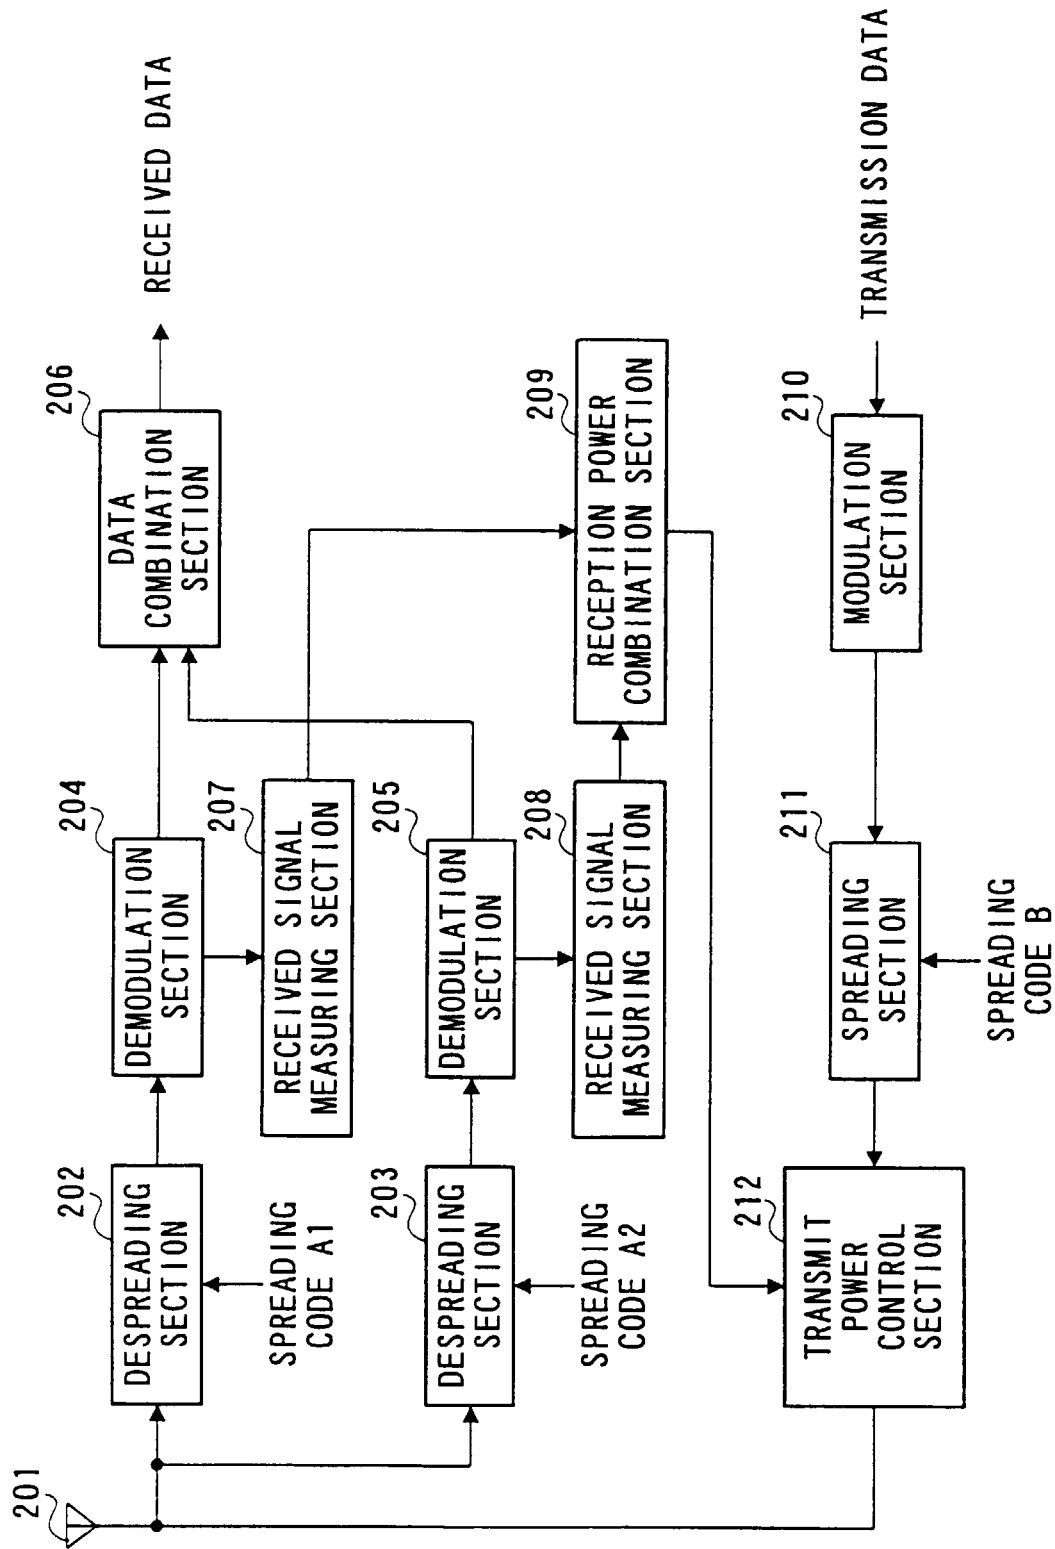 201
202
DESPREADING
SECTION
SPREADING
CODE A1
204
DEMODULATION
SECTION
206
DATA
COMBINATION
SECTION
RECEIVED DATA
207
RECEIVED SIGNAL
MEASURING SECTION
203
DESPREADING
SECTION
SPREADING
CODE A2
205
DEMODULATION
SECTION
208
RECEIVED SIGNAL
MEASURING SECTION
209
RECEPTION POWER
COMBINATION SECTION
212
TRANSMIT
POWER
CONTROL
SECTION
211
SPREADING
SECTION
SPREADING
CODE B
210
MODULATION
SECTION
TRANSMISSION DATA